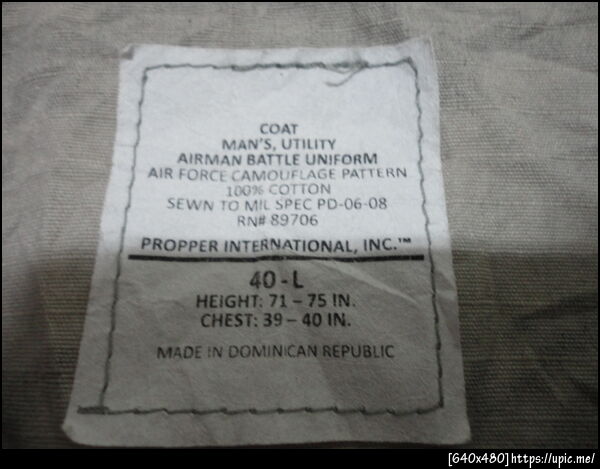 COAT
MAN'S, UTILITY
AIRMAN BATTLE UNIFORM
AIR FORCE CAMOUFLAGE PATTERN
100% COTTON
SEWN TO MIL SPEC PD-06-08
RN# 89706
PROPPER INTERNATIONAL, INC.™
40 - L
HEIGHT: 71 – 75 IN.
CHEST: 39 – 40 IN.
MADE IN DOMINICAN REPUBLIC
[640x480]https://upic.me/